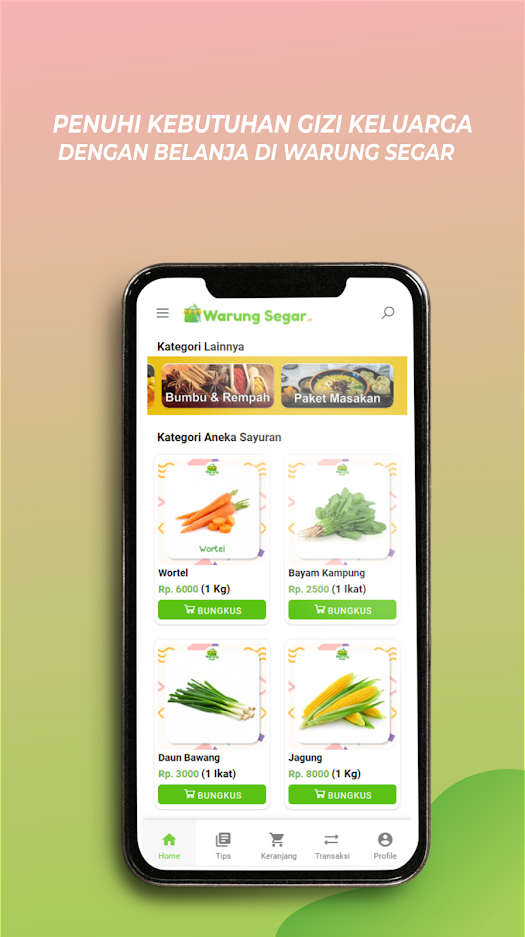 PENUHI KEBUTUHAN GIZI KELUARGA
DENGAN BELANJA DI WARUNG SEGAR
Warung Segar
Kategori Lainnya
Bumbu & Rempah
Paket Masakan
Kategori Aneka Sayuran
Wortel
Wortel
Rp. 6000 (1 Kg)
BUNGKUS
Bayam Kampung
Rp. 2500 (1 Ikat)
BUNGKUS
Daun Bawang
Rp. 3000 (1 Ikat)
BUNGKUS
Jagung
Rp. 8000 (1 Kg)
BUNGKUS
Home Tips Keranjang Transaksi Profile